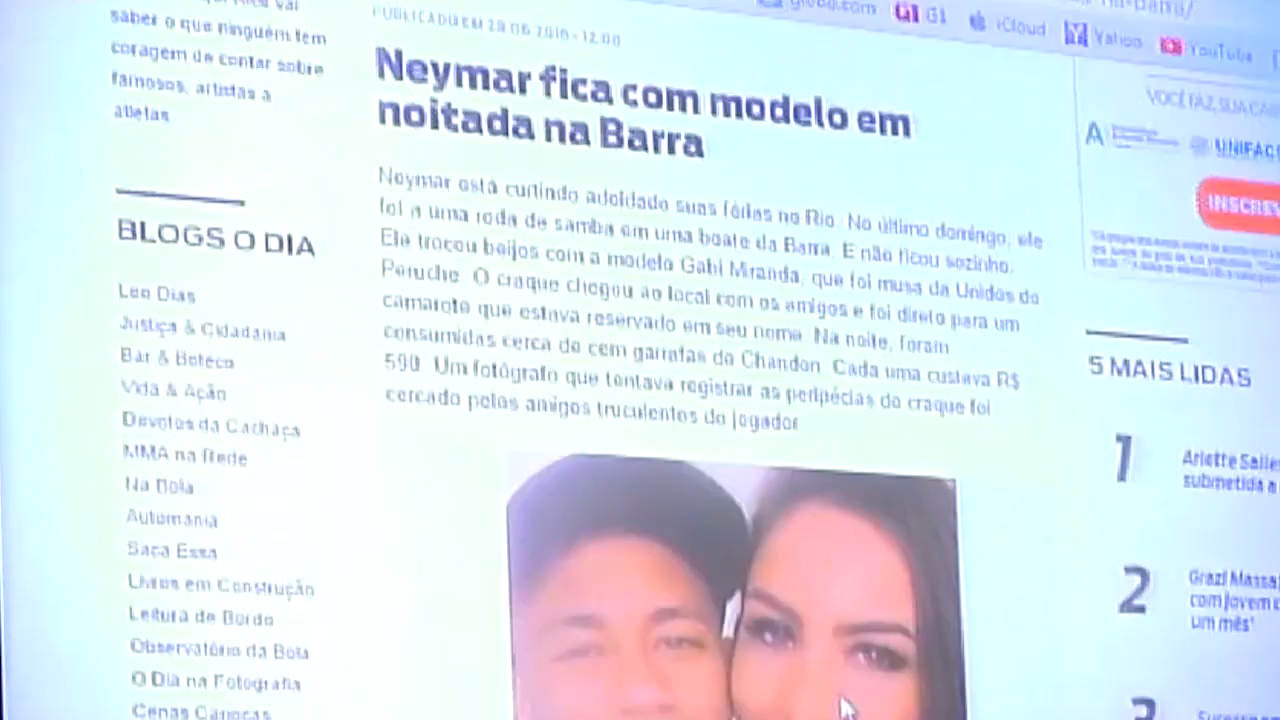 saber o que ninguém tem
coragem de contar sobre
famosos, artistas a
atletas
BLOGS O DIA
Leo Dias
Justiça & Cidadania
Bar & Boteco
Vida & Ação
Devotos da Cachaça
MMA na Rede
Na Bola
Automania
Saca Essa
Livros em Construção
Leitura de Bordo
Observatório da Bola
O Dia na Fotografia
Cenas Cariocas
Neymar fica com modelo em
noitada na Barra
Neymar está curtindo adoidado suas férias no Rio. No último domingo, ele
foi a uma roda de samba em uma boate da Barra. E não ficou sozinho.
Ele trocou beijos com a modelo Gabi Miranda, que foi musa da Unidos do
Peruche. O craque chegou ao local com os amigos e foi direto para um
camarote que estava reservado em seu nome. Na noite, foram
consumidas cerca de cem garrafas de Chandon. Cada uma custava R$
590. Um fotógrafo que tentava registrar as peripécias do craque foi
cercado pelos amigos truculentos do jogador.
globo.com
G1
iCloud
Yahoo
YouTube
VOCÊ FAZ, SUA
UNIFAC
INSCREV
5 MAIS LIDAS
1
Arlette Salles
submetida a
2
Grazi Massa
com jovem
um mês'
3